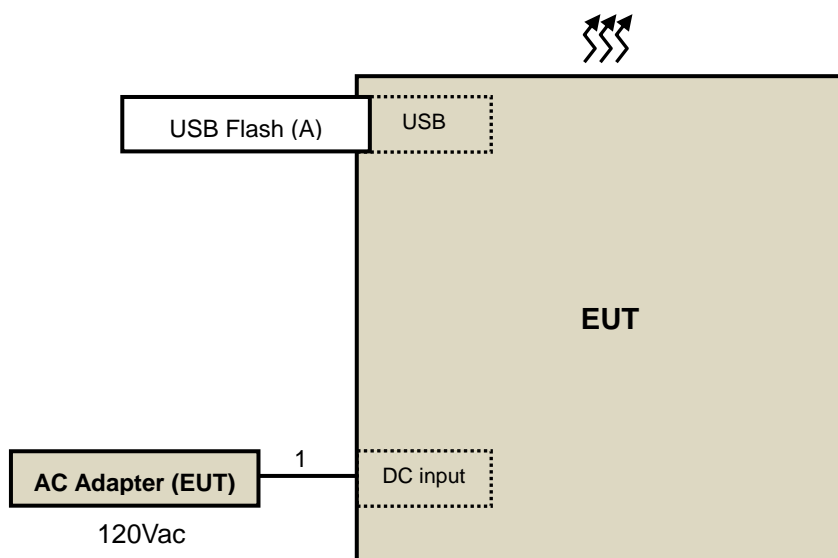 USB Flash (A)
USB
EUT
1
AC Adapter (EUT)
DC input
120Vac